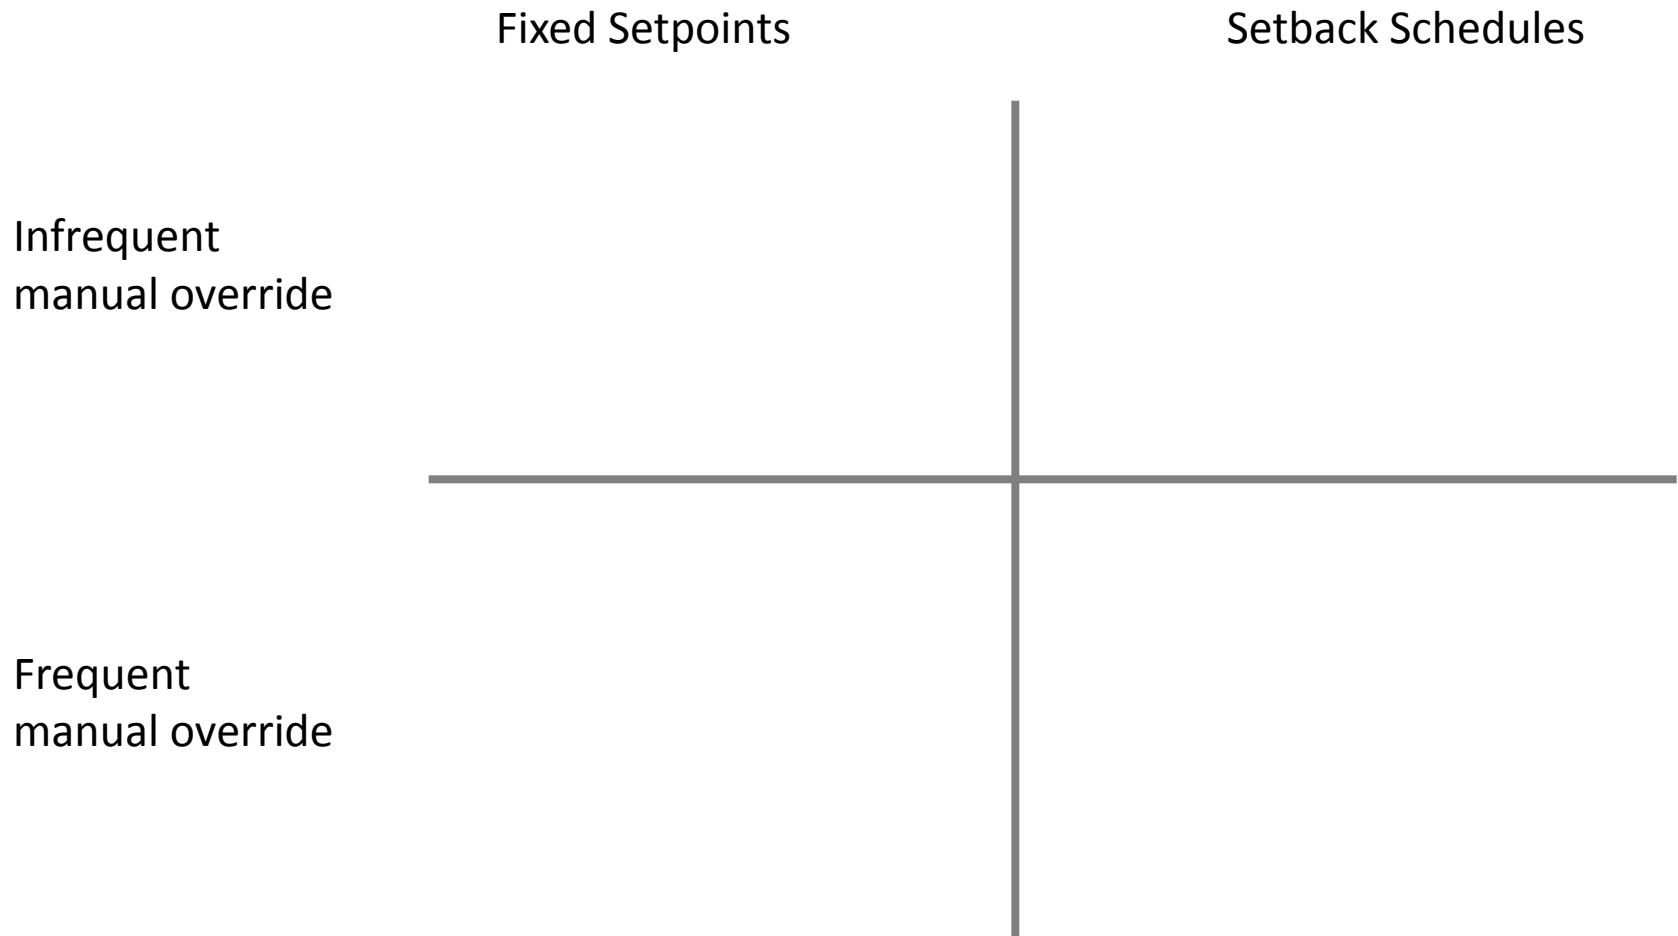 Fixed Setpoints
Setback Schedules
Infrequent
manual override
Frequent
manual override